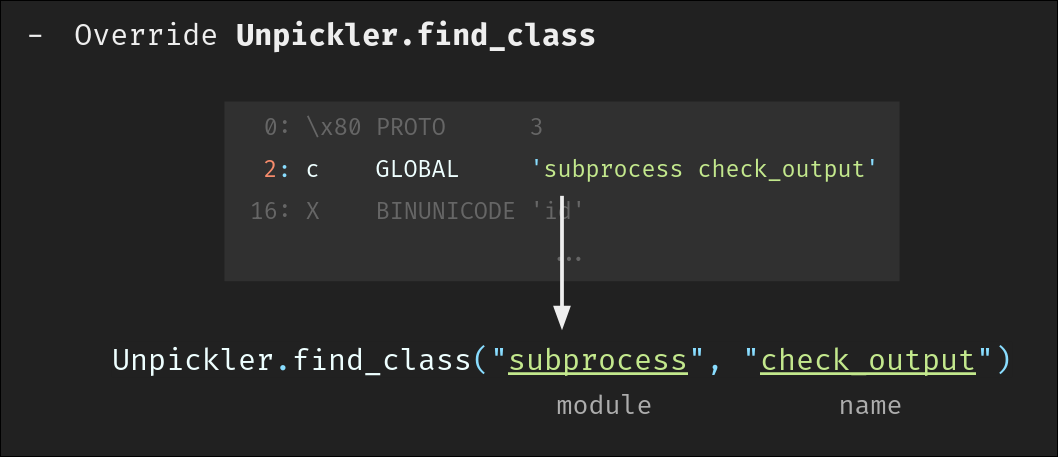 - Override Unpickler.find_class
0: \x80 PROTO 3
2: c GLOBAL 'subprocess check_output'
16: X BINUNICODE 'id'
...
Unpickler.find_class("subprocess", "check_output")
module name